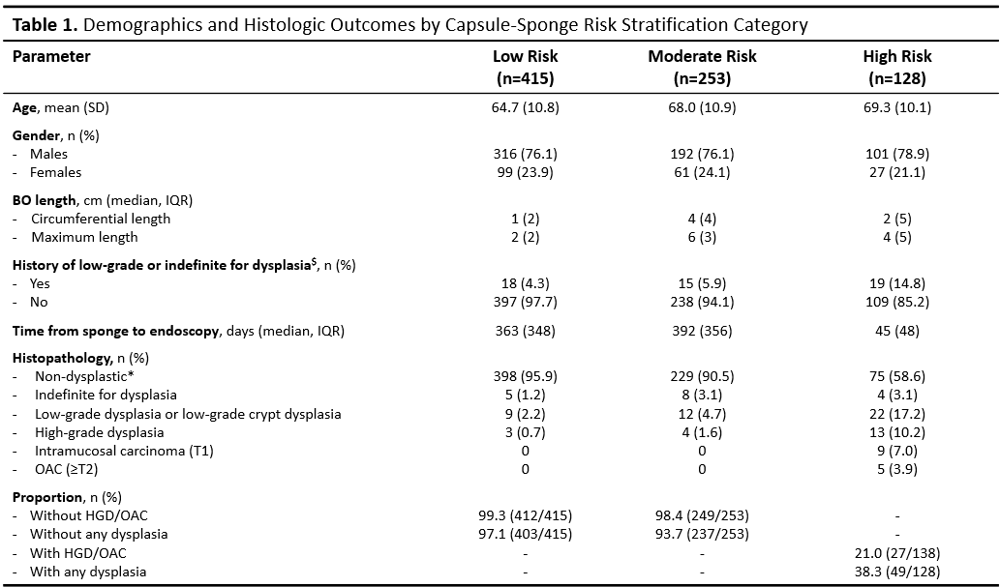 Table 1. Demographics and Histologic Outcomes by Capsule-Sponge Risk Stratification Category
Parameter Low Risk (n=415) Moderate Risk (n=253) High Risk (n=128)
Age, mean (SD) 64.7 (10.8) 68.0 (10.9) 69.3 (10.1)
Gender, n (%)
- Males 316 (76.1) 192 (76.1) 101 (78.9)
- Females 99 (23.9) 61 (24.1) 27 (21.1)
BO length, cm (median, IQR)
- Circumferential length 1 (2) 4 (4) 2 (5)
- Maximum length 2 (2) 6 (3) 4 (5)
History of low-grade or indefinite for dysplasia$, n (%)
- Yes 18 (4.3) 15 (5.9) 19 (14.8)
- No 397 (97.7) 238 (94.1) 109 (85.2)
Time from sponge to endoscopy, days (median, IQR) 363 (348) 392 (356) 45 (48)
Histopathology, n (%)
- Non-dysplastic* 398 (95.9) 229 (90.5) 75 (58.6)
- Indefinite for dysplasia 5 (1.2) 8 (3.1) 4 (3.1)
- Low-grade dysplasia or low-grade crypt dysplasia 9 (2.2) 12 (4.7) 22 (17.2)
- High-grade dysplasia 3 (0.7) 4 (1.6) 13 (10.2)
- Intramucosal carcinoma (T1) 0 0 9 (7.0)
- OAC (≥T2) 0 0 5 (3.9)
Proportion, n (%)
- Without HGD/OAC 99.3 (412/415) 98.4 (249/253) -
- Without any dysplasia 97.1 (403/415) 93.7 (237/253) -
- With HGD/OAC - - 21.0 (27/138)
- With any dysplasia - - 38.3 (49/128)